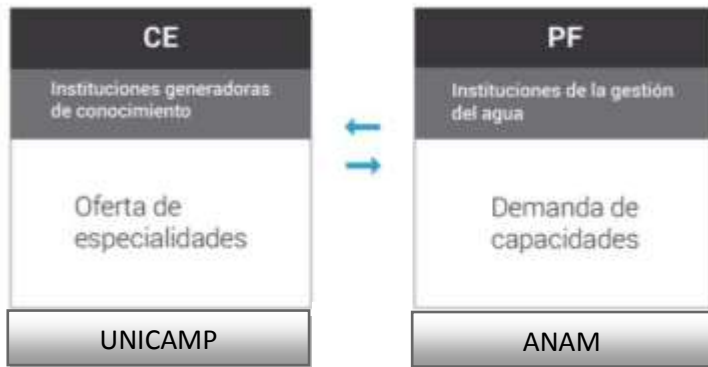 CE
Instituciones generadoras
de conocimiento
Oferta de
especialidades
UNICAMP
PF
Instituciones de la gestión
del agua
Demanda de
capacidades
ANAM